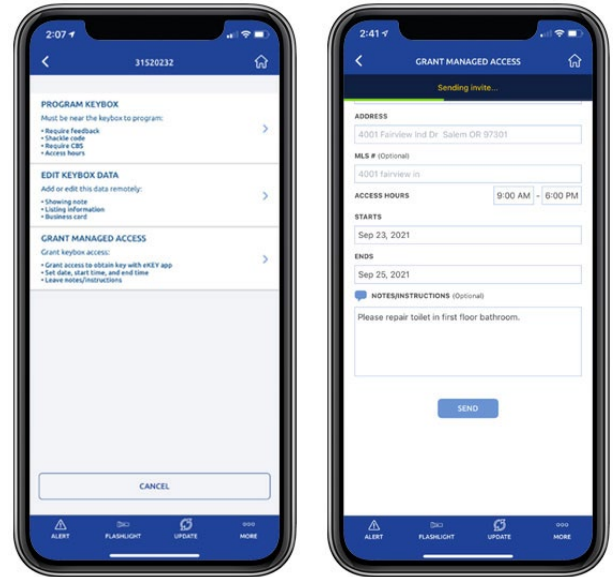 2:07
31520232
PROGRAM KEYBOX
Must be near the keybox to program:
• Require feedback
• Shackle code
• Require CBS
• Access hours
EDIT KEYBOX DATA
Add or edit this data remotely:
• Showing note
• Listing information
• Business card
GRANT MANAGED ACCESS
Grant keybox access:
• Grant access to obtain key with eKEY app
• Set date, start time, and end time
• Leave notes/instructions
CANCEL
ALERT FLASHLIGHT UPDATE MORE
2:41
GRANT MANAGED ACCESS
Sending invite...
ADDRESS
4001 Fairview Ind Dr Salem OR 97301
MLS # (Optional)
4001 fairview in
ACCESS HOURS 9:00 AM - 6:00 PM
STARTS
Sep 23, 2021
ENDS
Sep 25, 2021
NOTES/INSTRUCTIONS (Optional)
Please repair toilet in first floor bathroom.
SEND
ALERT FLASHLIGHT UPDATE MORE